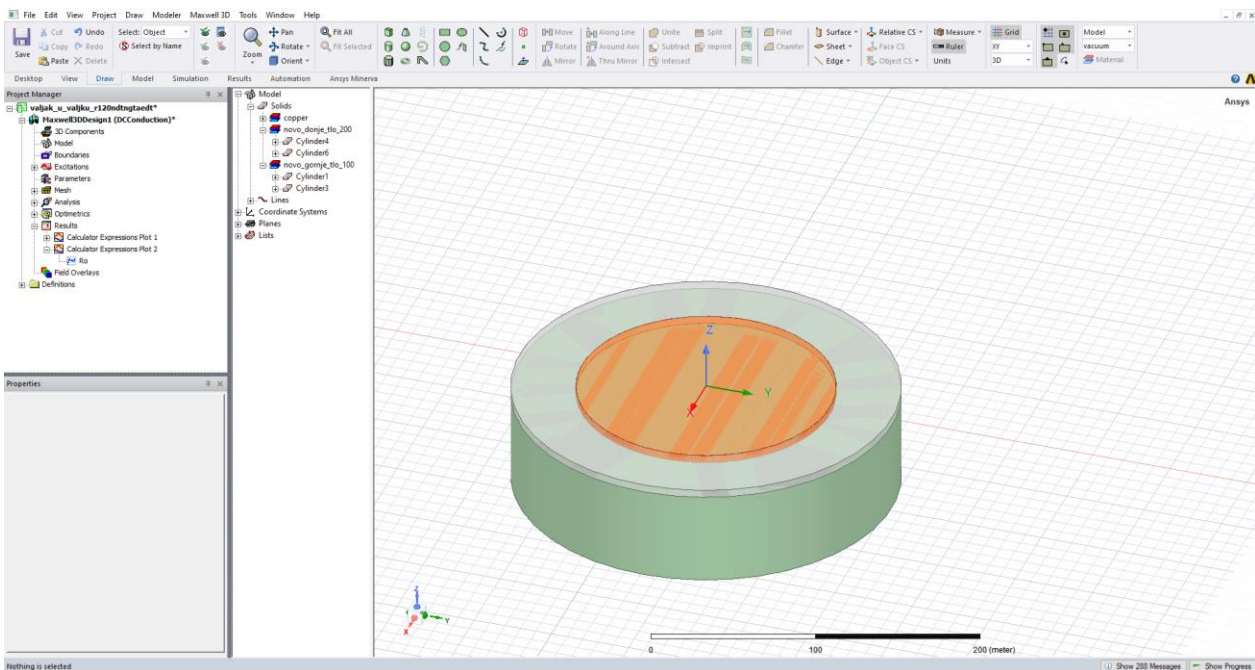 File Edit View Project Draw Modeler Maxwell 3D Tools Window Help
Save
Cut Undo
Copy Redo
Paste Delete
Select: Object
Select by Name
Zoom
Pan
Rotate
Orient
Fit All
Fit Selected
Move Along Line
Rotate Around Axis
Mirror Thru Mirror
Unite Split
Subtract Imprint
Intersect
Fillet
Chamfer
Surface
Sheet
Edge
Relative CS
Face CS
Object CS
Measure
Ruler
Units
Grid
XY
3D
Model
vacuum
Material
Desktop View Draw Model Simulation Results Automation Ansys Minerva
Project Manager
valjak_u_valjku_r120ndtngtaedt*
Maxwell3DDesign1 (DCConduction)*
3D Components
Model
Boundaries
Excitations
Parameters
Mesh
Analysis
Optimetrics
Results
Calculator Expressions Plot 1
Calculator Expressions Plot 2
Ro
Field Overlays
Definitions
Properties
Model
Solids
copper
novo_donje_tlo_200
Cylinder4
Cylinder6
novo_gornje_tlo_100
Cylinder1
Cylinder3
Lines
Coordinate Systems
Planes
Lists
Ansys
Z
Y
X
Z
Y
X
0 100 200 (meter)
Nothing is selected
Show 288 Messages Show Progress